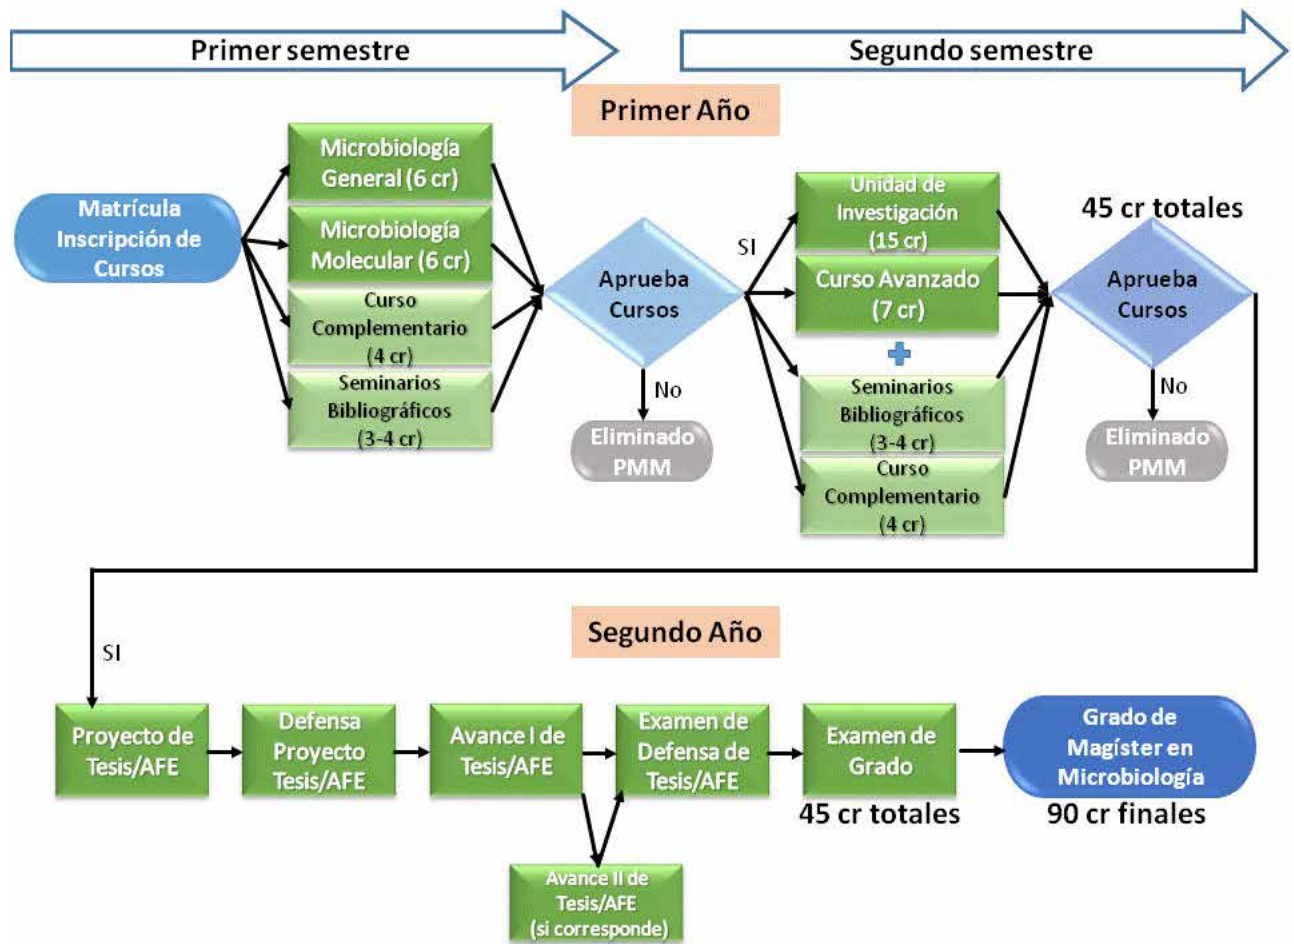 Primer semestre
Segundo semestre
Primer Año
Matrícula
Inscripción de
Cursos
Microbiología
General (6 cr)
Microbiología
Molecular (6 cr)
Curso
Complementario
(4 cr)
Seminarios
Bibliográficos
(3-4 cr)
Aprueba
Cursos
No
Eliminado
PMM
SI
Unidad de
Investigación
(15 cr)
Curso Avanzado
(7 cr)
Seminarios
Bibliográficos
(3-4 cr)
Curso
Complementario
(4 cr)
45 cr totales
Aprueba
Cursos
No
Eliminado
PMM
Segundo Año
SI
Proyecto de
Tesis/AFE
Defensa
Proyecto
Tesis/AFE
Avance I de
Tesis/AFE
Avance II de
Tesis/AFE
(si corresponde)
Examen de
Defensa de
Tesis/AFE
Examen de
Grado
45 cr totales
Grado de
Magíster en
Microbiología
90 cr finales